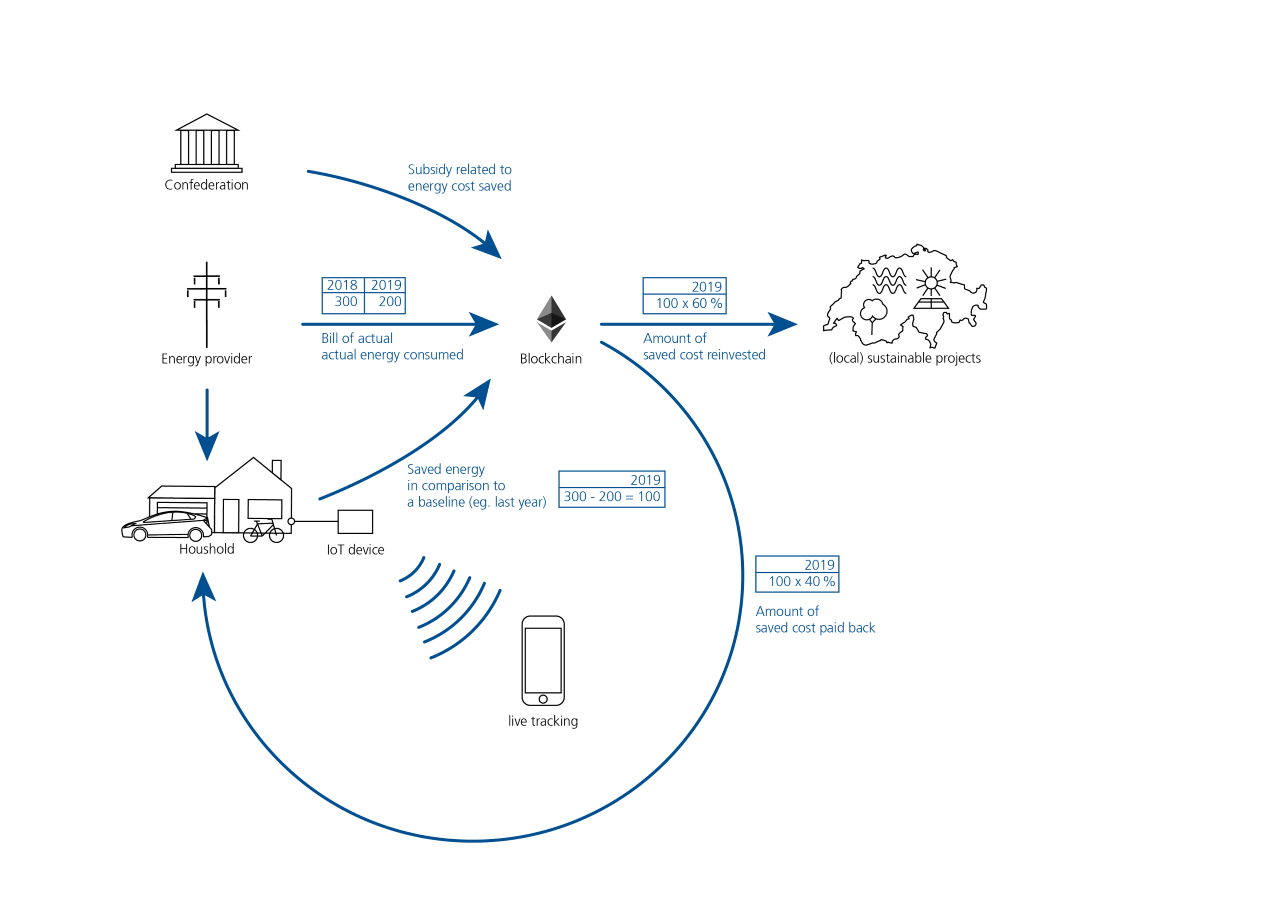 Confederation
Subsidy related to
energy cost saved
2018 2019
300 200
Energy provider
Bill of actual
actual energy consumed
Blockchain
2019
100 x 60 %
Amount of
saved cost reinvested
(local) sustainable projects
Saved energy
in comparison to
a baseline (eg. last year)
2019
300 - 200 = 100
Houshold
IoT device
2019
100 x 40 %
Amount of
saved cost paid back
live tracking